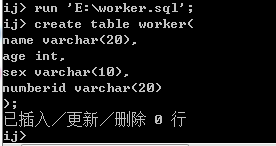 ij> run 'E:\worker.sql';
ij> create table worker(
name varchar(20),
age int,
sex varchar(10),
numberid varchar(20)
);
已插入／更新／删除 0 行
ij>